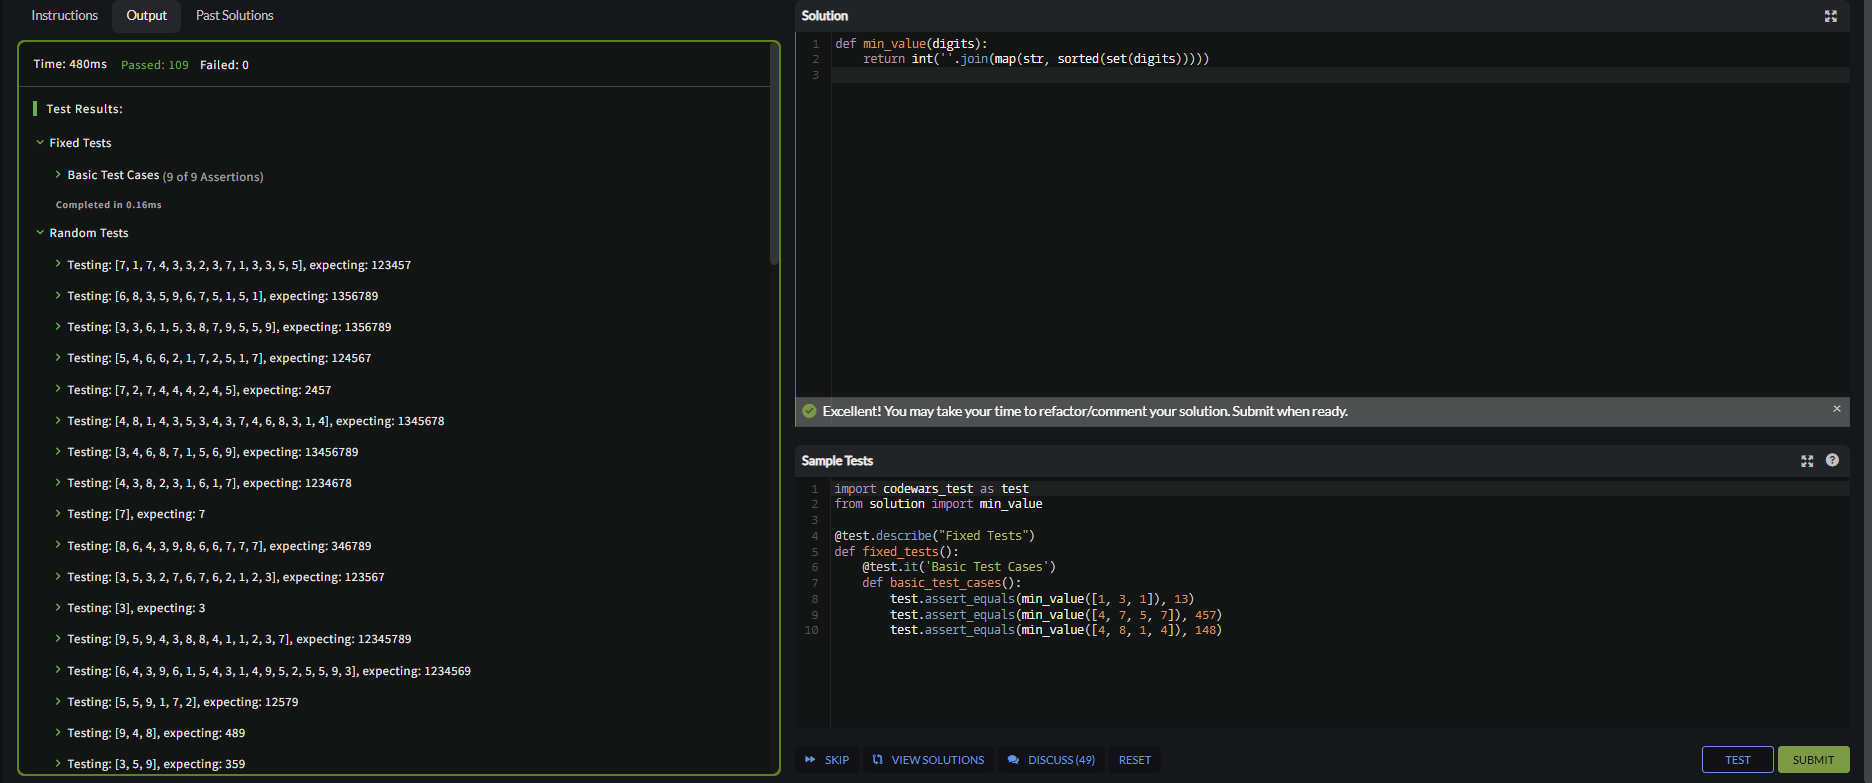 Instructions
Output
Past Solutions
Time: 480ms Passed: 109 Failed: 0
Test Results:
Fixed Tests
Basic Test Cases (9 of 9 Assertions)
Completed in 0.16ms
Random Tests
Testing: [7, 1, 7, 4, 3, 3, 2, 3, 7, 1, 3, 3, 5, 5], expecting: 123457
Testing: [6, 8, 3, 5, 9, 6, 7, 5, 1, 5, 1], expecting: 1356789
Testing: [3, 3, 6, 1, 5, 3, 8, 7, 9, 5, 5, 9], expecting: 1356789
Testing: [5, 4, 6, 6, 2, 1, 7, 2, 5, 1, 7], expecting: 124567
Testing: [7, 2, 7, 4, 4, 4, 2, 4, 5], expecting: 2457
Testing: [4, 8, 1, 4, 3, 5, 3, 4, 3, 7, 4, 6, 8, 3, 1, 4], expecting: 1345678
Testing: [3, 4, 6, 8, 7, 1, 5, 6, 9], expecting: 13456789
Testing: [4, 3, 8, 2, 3, 1, 6, 1, 7], expecting: 1234678
Testing: [7], expecting: 7
Testing: [8, 6, 4, 3, 9, 8, 6, 6, 7, 7, 7], expecting: 346789
Testing: [3, 5, 3, 2, 7, 6, 7, 6, 2, 1, 2, 3], expecting: 123567
Testing: [3], expecting: 3
Testing: [9, 5, 9, 4, 3, 8, 8, 4, 1, 1, 2, 3, 7], expecting: 12345789
Testing: [6, 4, 3, 9, 6, 1, 5, 4, 3, 1, 4, 9, 5, 2, 5, 5, 9, 3], expecting: 1234569
Testing: [5, 5, 9, 1, 7, 2], expecting: 12579
Testing: [9, 4, 8], expecting: 489
Testing: [3, 5, 9], expecting: 359
Solution
1 def min_value(digits):
2     return int(''.join(map(str, sorted(set(digits)))))
3
Excellent! You may take your time to refactor/comment your solution. Submit when ready.
×
Sample Tests
?
1 import codewars_test as test
2 from solution import min_value
3
4 @test.describe("Fixed Tests")
5 def fixed_tests():
6     @test.it('Basic Test Cases')
7     def basic_test_cases():
8         test.assert_equals(min_value([1, 3, 1]), 13)
9         test.assert_equals(min_value([4, 7, 5, 7]), 457)
10         test.assert_equals(min_value([4, 8, 1, 4]), 148)
SKIP
VIEW SOLUTIONS
DISCUSS (49)
RESET
TEST
SUBMIT